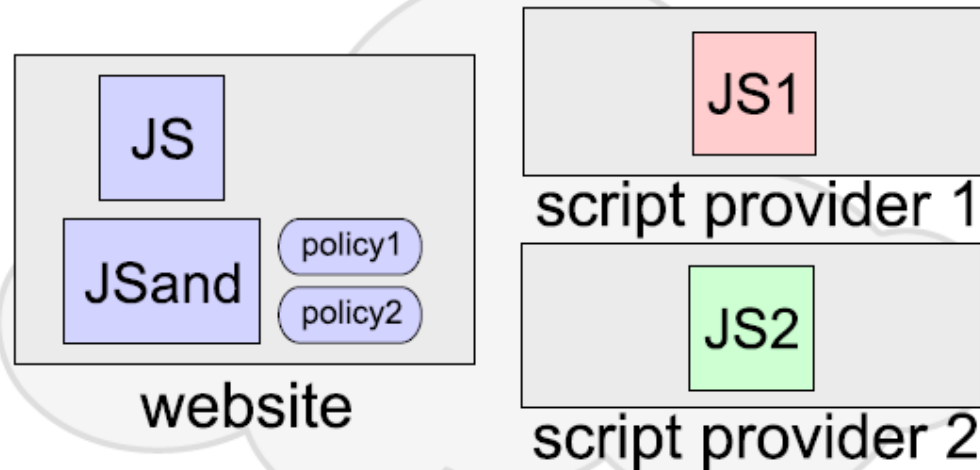 JS
JSand
policy1
policy2
website
JS1
script provider 1
JS2
script provider 2